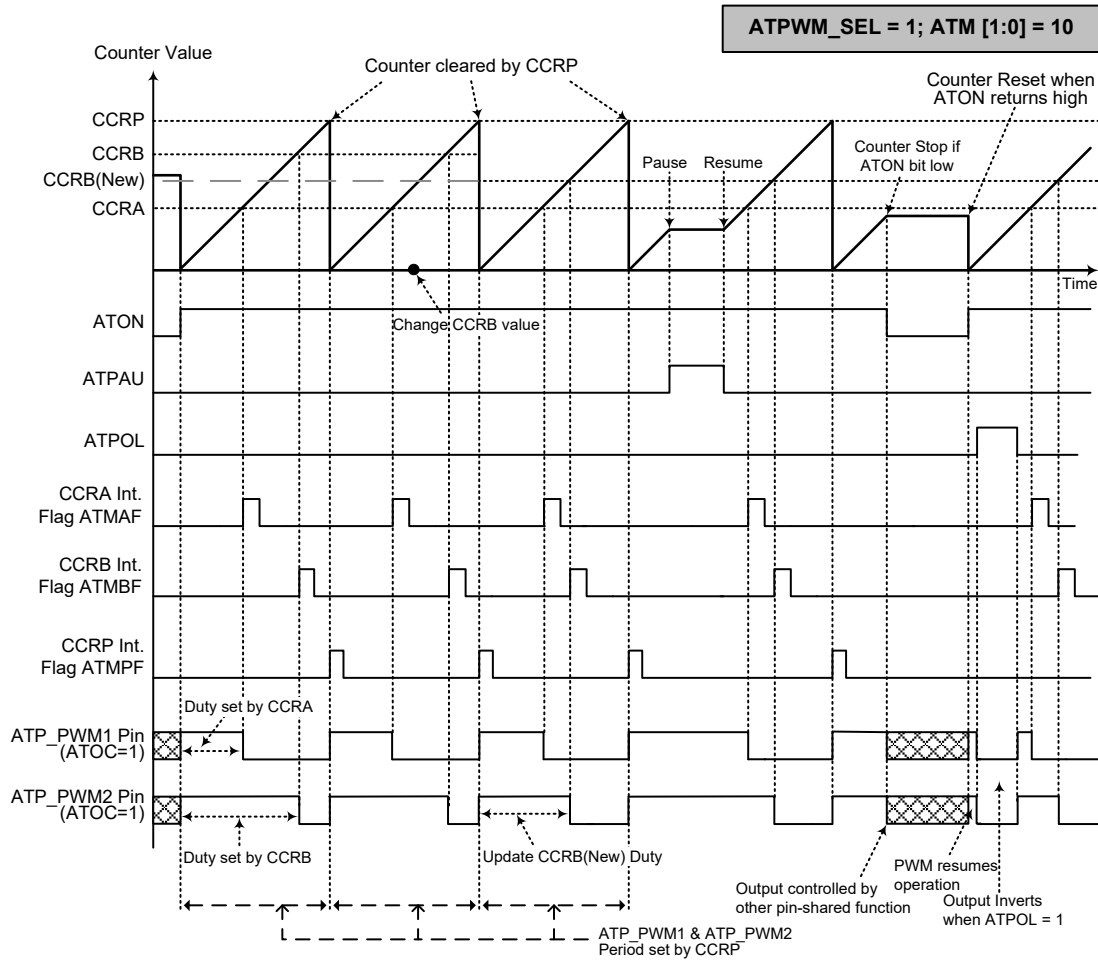 ATPWM_SEL = 1; ATM [1:0] = 10
Counter Value
Counter cleared by CCRP
Counter Reset when
ATON returns high
CCRP
CCRB
CCRB(New)
CCRA
Pause
Resume
Counter Stop if
ATON bit low
Time
ATON
Change CCRB value
ATPAU
ATPOL
CCRA Int.
Flag ATMAF
CCRB Int.
Flag ATMBF
CCRP Int.
Flag ATMPF
Duty set by CCRA
ATP_PWM1 Pin
(ATOC=1)
ATP_PWM2 Pin
(ATOC=1)
Duty set by CCRB
Update CCRB(New) Duty
Output controlled by
other pin-shared function
PWM resumes
operation
Output Inverts
when ATPOL = 1
ATP_PWM1 & ATP_PWM2
Period set by CCRP